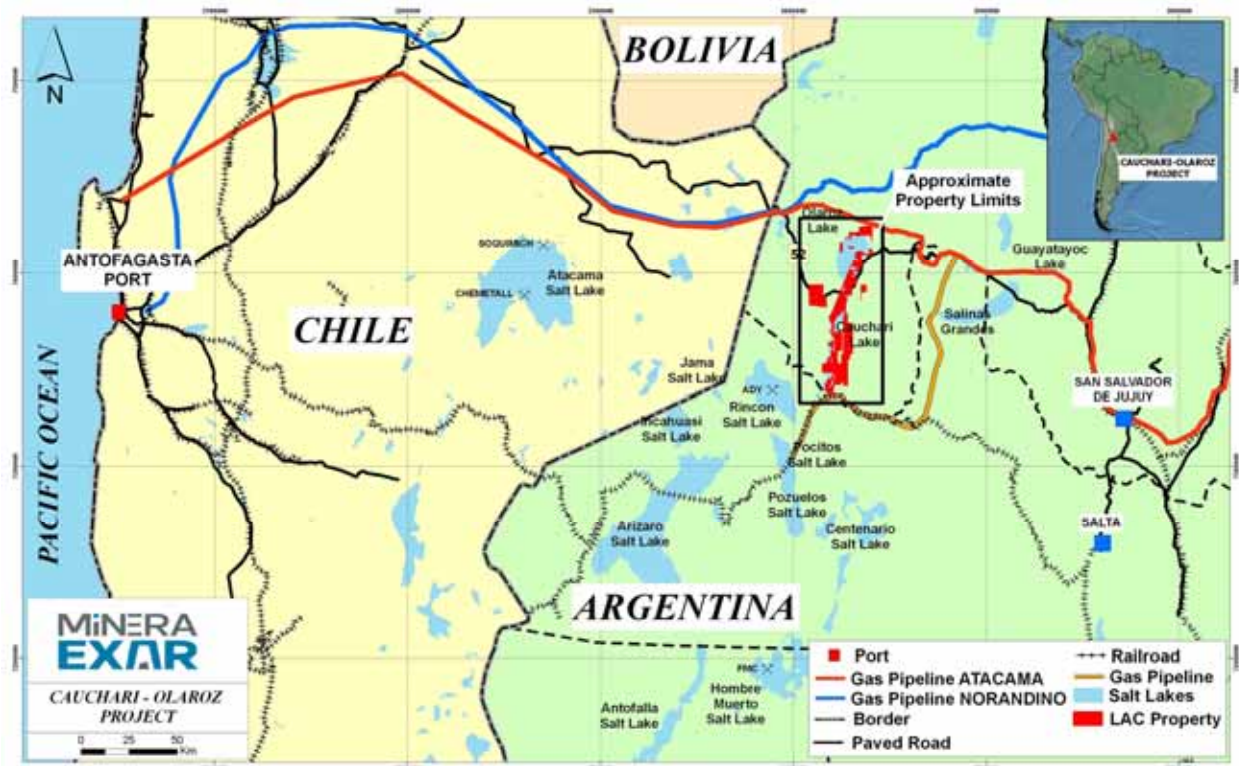 BOLIVIA
N
CAUCHARI-OLAROZ
PROJECT
Approximate
Property Limits
Olaroz
Lake
52
Guayatayoc
Lake
ANTOFAGASTA
PORT
SOQUIMICH
Atacama
Salt Lake
CHEMETALL
CHILE
Cauchari
Lake
Salinas
Grandes
Jama
Salt Lake
ADY
Rincon
Salt Lake
SAN SALVADOR
DE JUJUY
Incahuasi
Salt Lake
Pocitos
Salt Lake
PACIFIC OCEAN
Pozuelos
Salt Lake
Arizaro
Salt Lake
Centenario
Salt Lake
SALTA
ARGENTINA
FMC
Hombre
Muerto
Salt Lake
Antofalla
Salt Lake
MINERA
EXAR
CAUCHARI - OLAROZ
PROJECT
0 25 50
Km
Port
Gas Pipeline ATACAMA
Gas Pipeline NORANDINO
Border
Paved Road
Railroad
Gas Pipeline
Salt Lakes
LAC Property